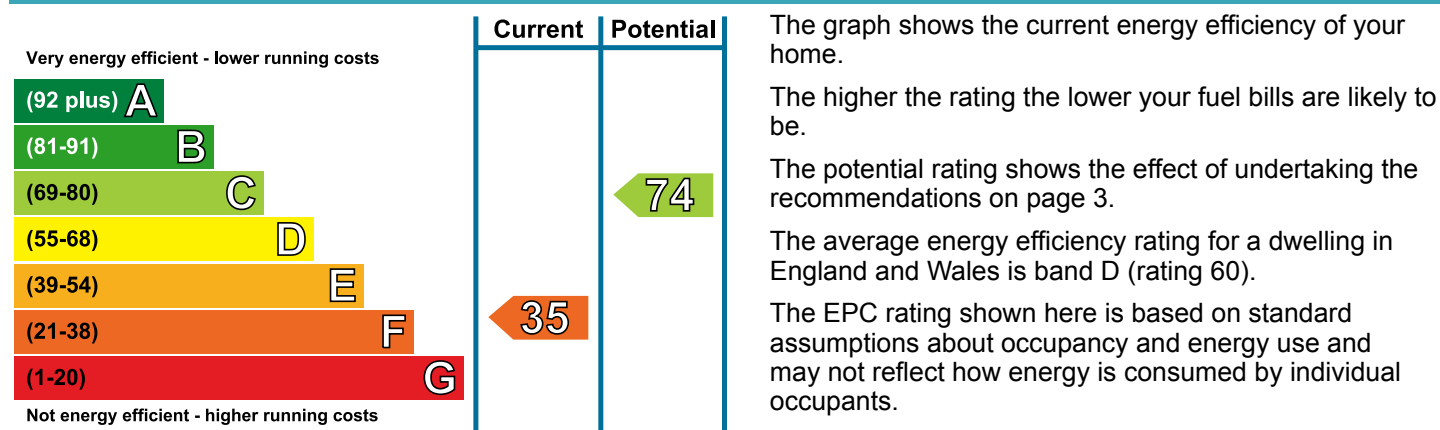 Current Potential
Very energy efficient - lower running costs
(92 plus) A
(81-91) B
(69-80) C
74
(55-68) D
(39-54) E
(21-38) F
35
(1-20) G
Not energy efficient - higher running costs
The graph shows the current energy efficiency of your
home.
The higher the rating the lower your fuel bills are likely to
be.
The potential rating shows the effect of undertaking the
recommendations on page 3.
The average energy efficiency rating for a dwelling in
England and Wales is band D (rating 60).
The EPC rating shown here is based on standard
assumptions about occupancy and energy use and
may not reflect how energy is consumed by individual
occupants.